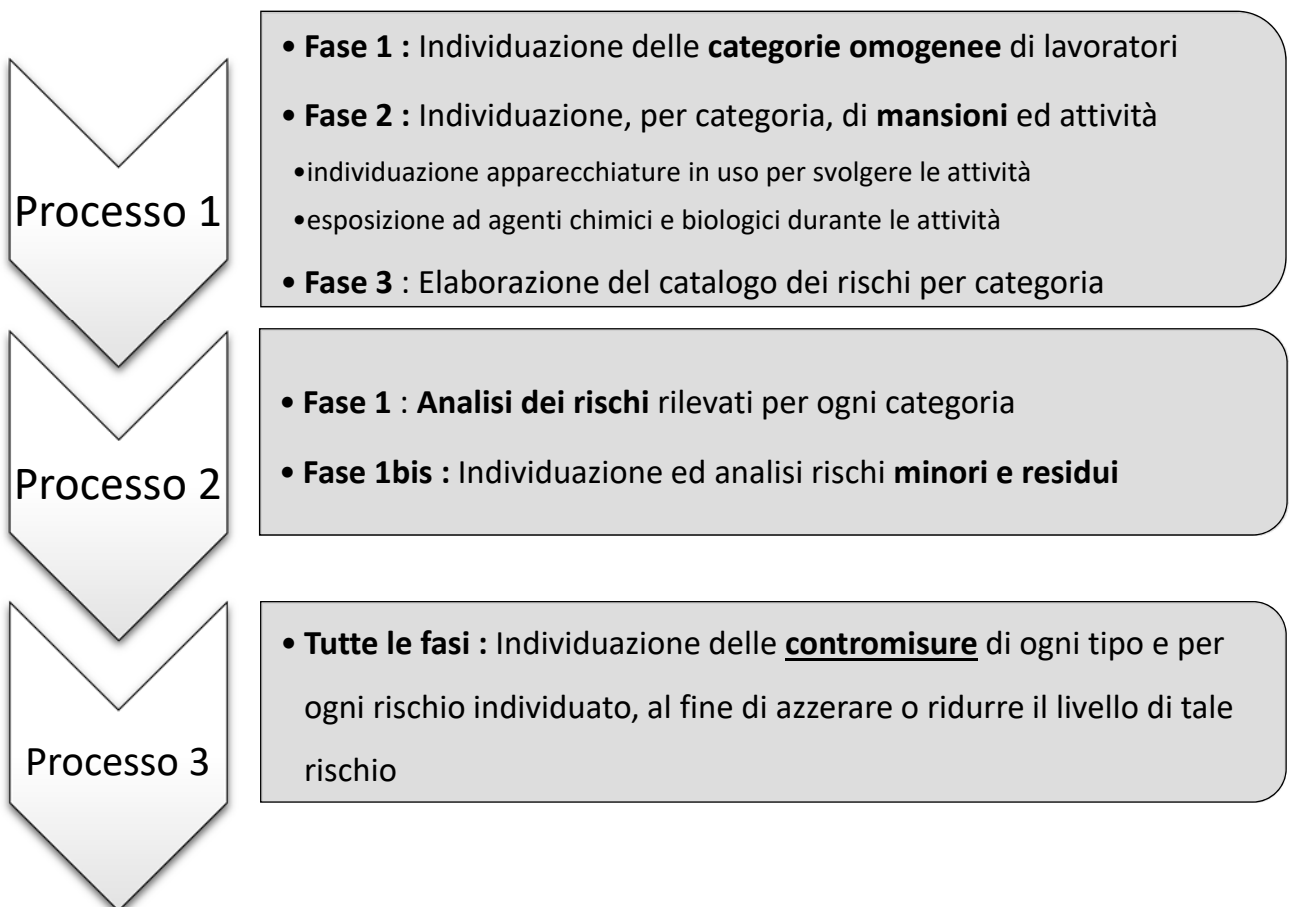 Processo 1
• Fase 1 : Individuazione delle categorie omogenee di lavoratori
• Fase 2 : Individuazione, per categoria, di mansioni ed attività
•individuazione apparecchiature in uso per svolgere le attività
•esposizione ad agenti chimici e biologici durante le attività
• Fase 3 : Elaborazione del catalogo dei rischi per categoria
Processo 2
• Fase 1 : Analisi dei rischi rilevati per ogni categoria
• Fase 1bis : Individuazione ed analisi rischi minori e residui
Processo 3
• Tutte le fasi : Individuazione delle contromisure di ogni tipo e per
ogni rischio individuato, al fine di azzerare o ridurre il livello di tale
rischio